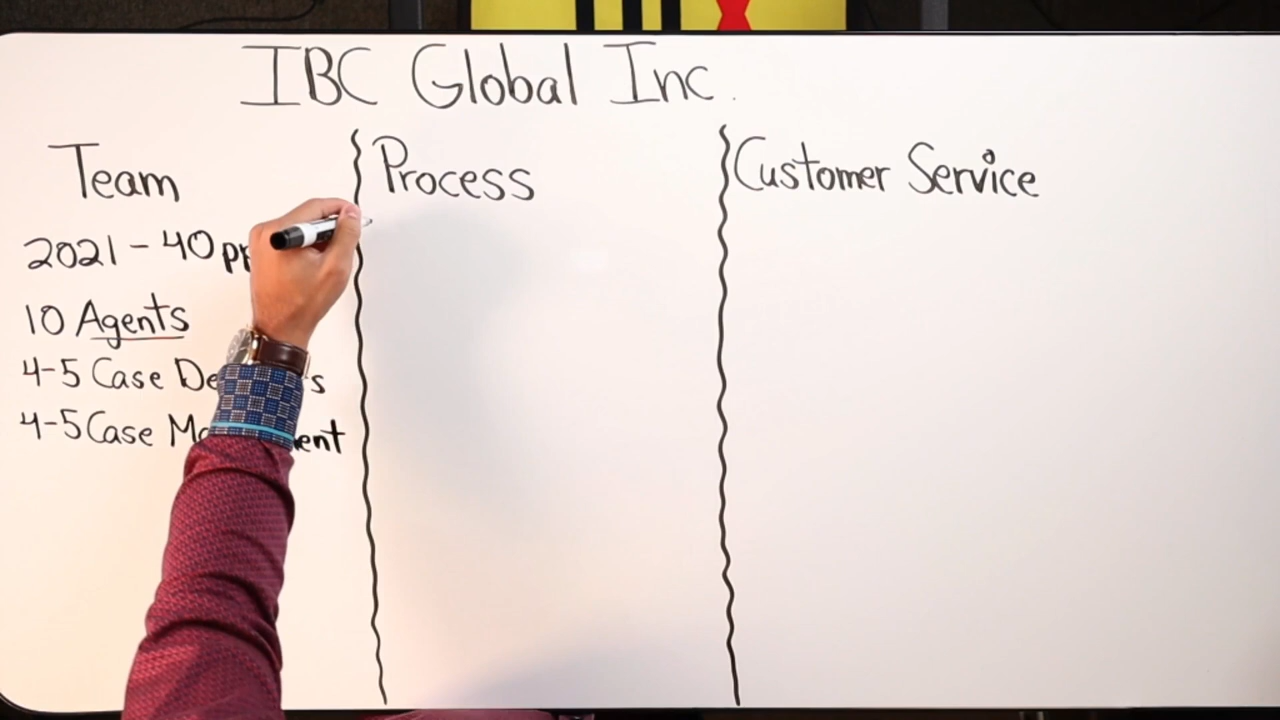 IBC Global Inc.
Team
2021 - 40
10 Agents
4-5 Case
4-5 Case
Process
Customer Service